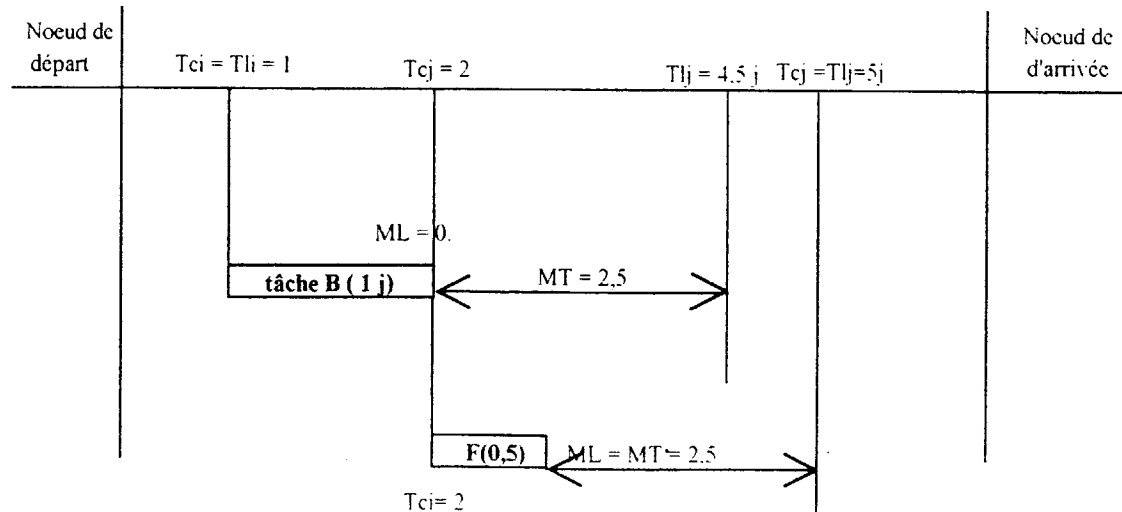 Noeud de
départ
Tci = Tli = 1
Tcj = 2
Tlj = 4,5 j
Tcj =Tlj=5j
Noeud de
d'arrivée
ML = 0.
tâche B ( 1 j)
MT = 2,5
F(0,5)
ML = MT = 2.5
Tci= 2